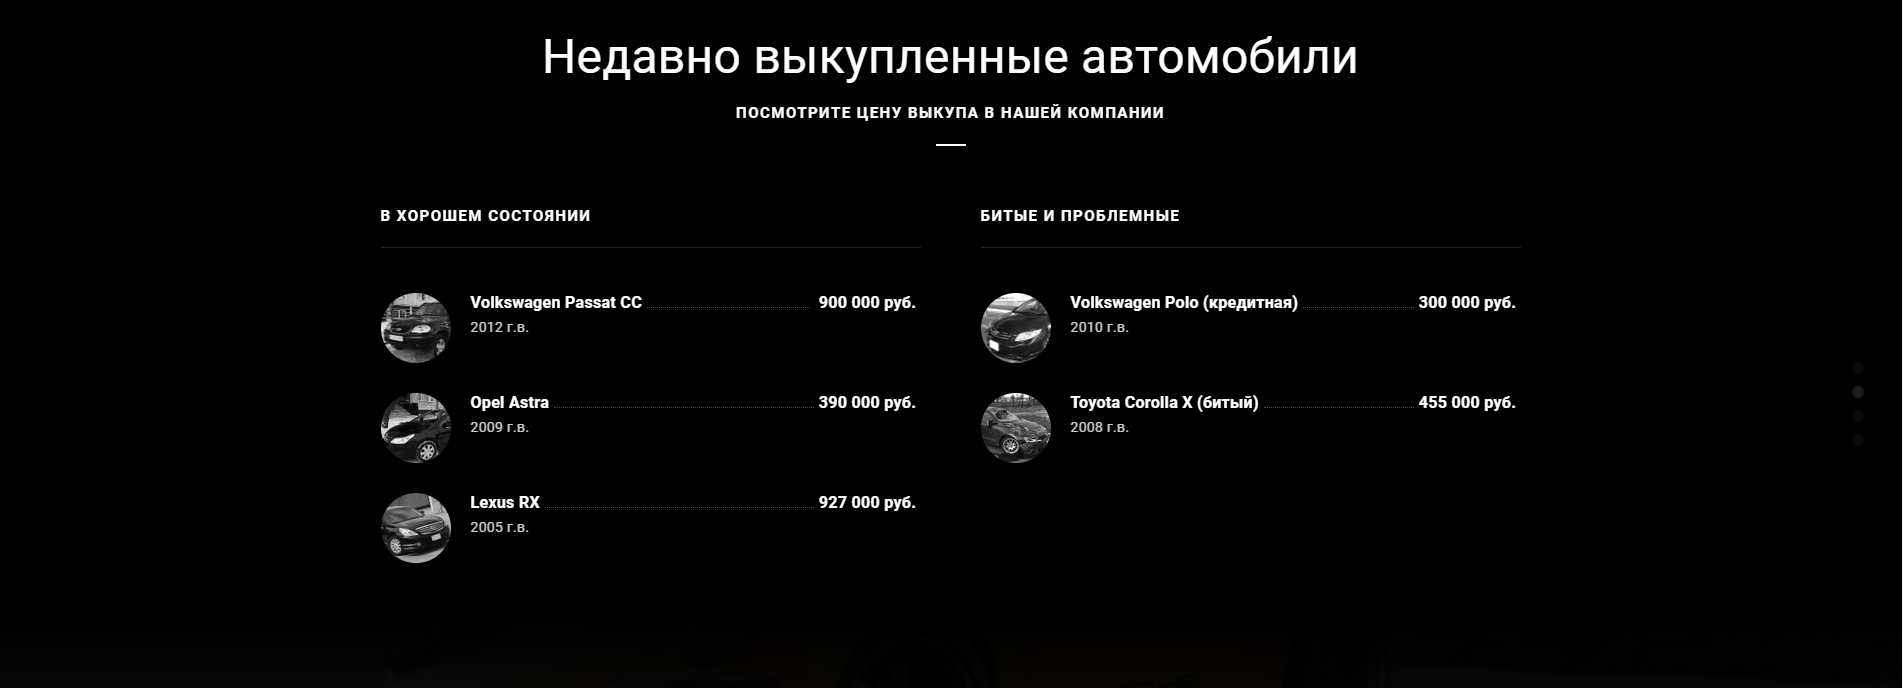 Недавно выкупленные автомобили
ПОСМОТРИТЕ ЦЕНУ ВЫКУПА В НАШЕЙ КОМПАНИИ
В ХОРОШЕМ СОСТОЯНИИ
Volkswagen Passat CC 900 000 руб.
2012 г.в.
Opel Astra 390 000 руб.
2009 г.в.
Lexus RX 927 000 руб.
2005 г.в.
БИТЫЕ И ПРОБЛЕМНЫЕ
Volkswagen Polo (кредитная) 300 000 руб.
2010 г.в.
Toyota Corolla X (битый) 455 000 руб.
2008 г.в.